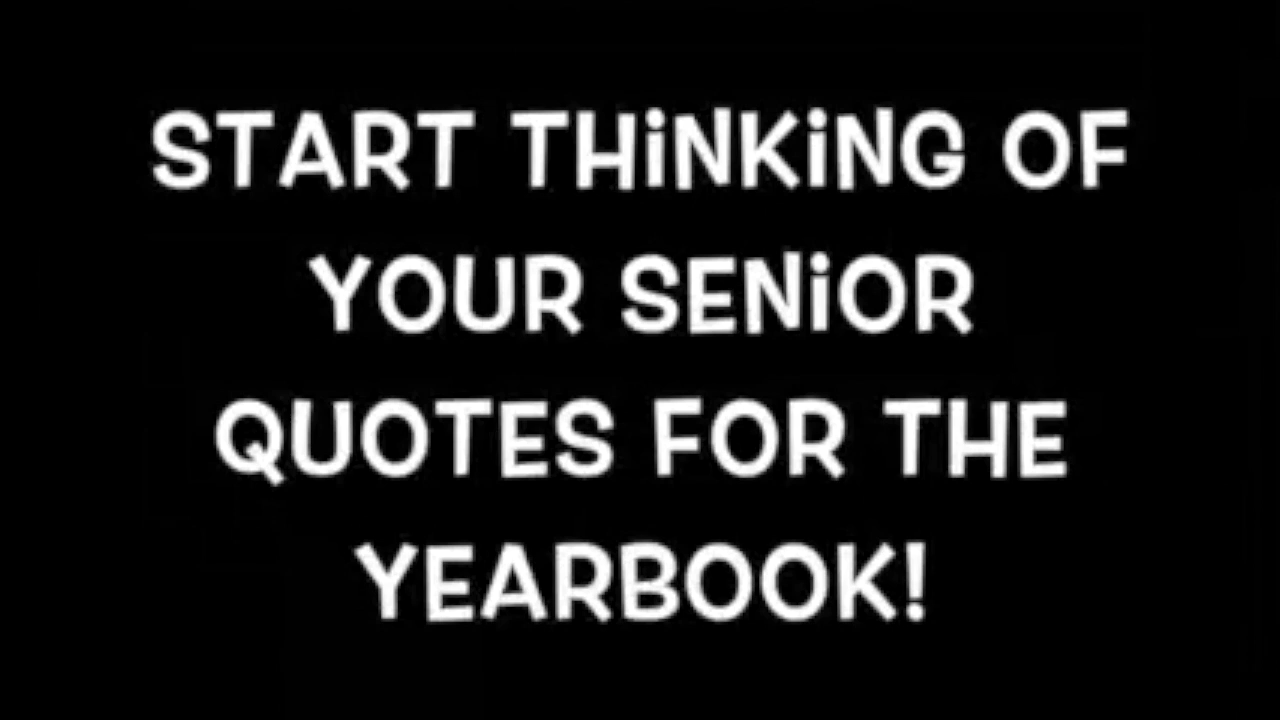 START THiNKiNG OF
YOUR SENiOR
QUOTES FOR THE
YEARBOOK!